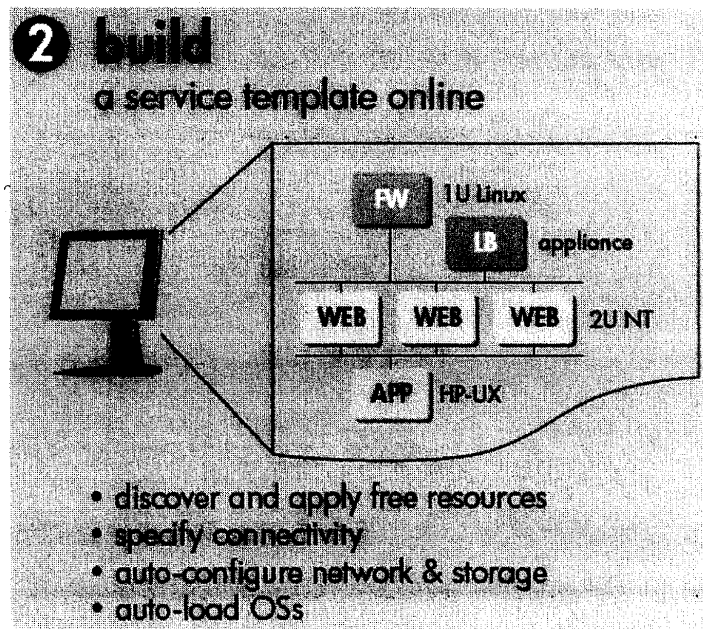 2 build
a service template online
FW 1U Linux
LB appliance
WEB WEB WEB 2U NT
APP HP-UX
• discover and apply free resources
• specify connectivity
• auto-configure network & storage
• auto-load OSs